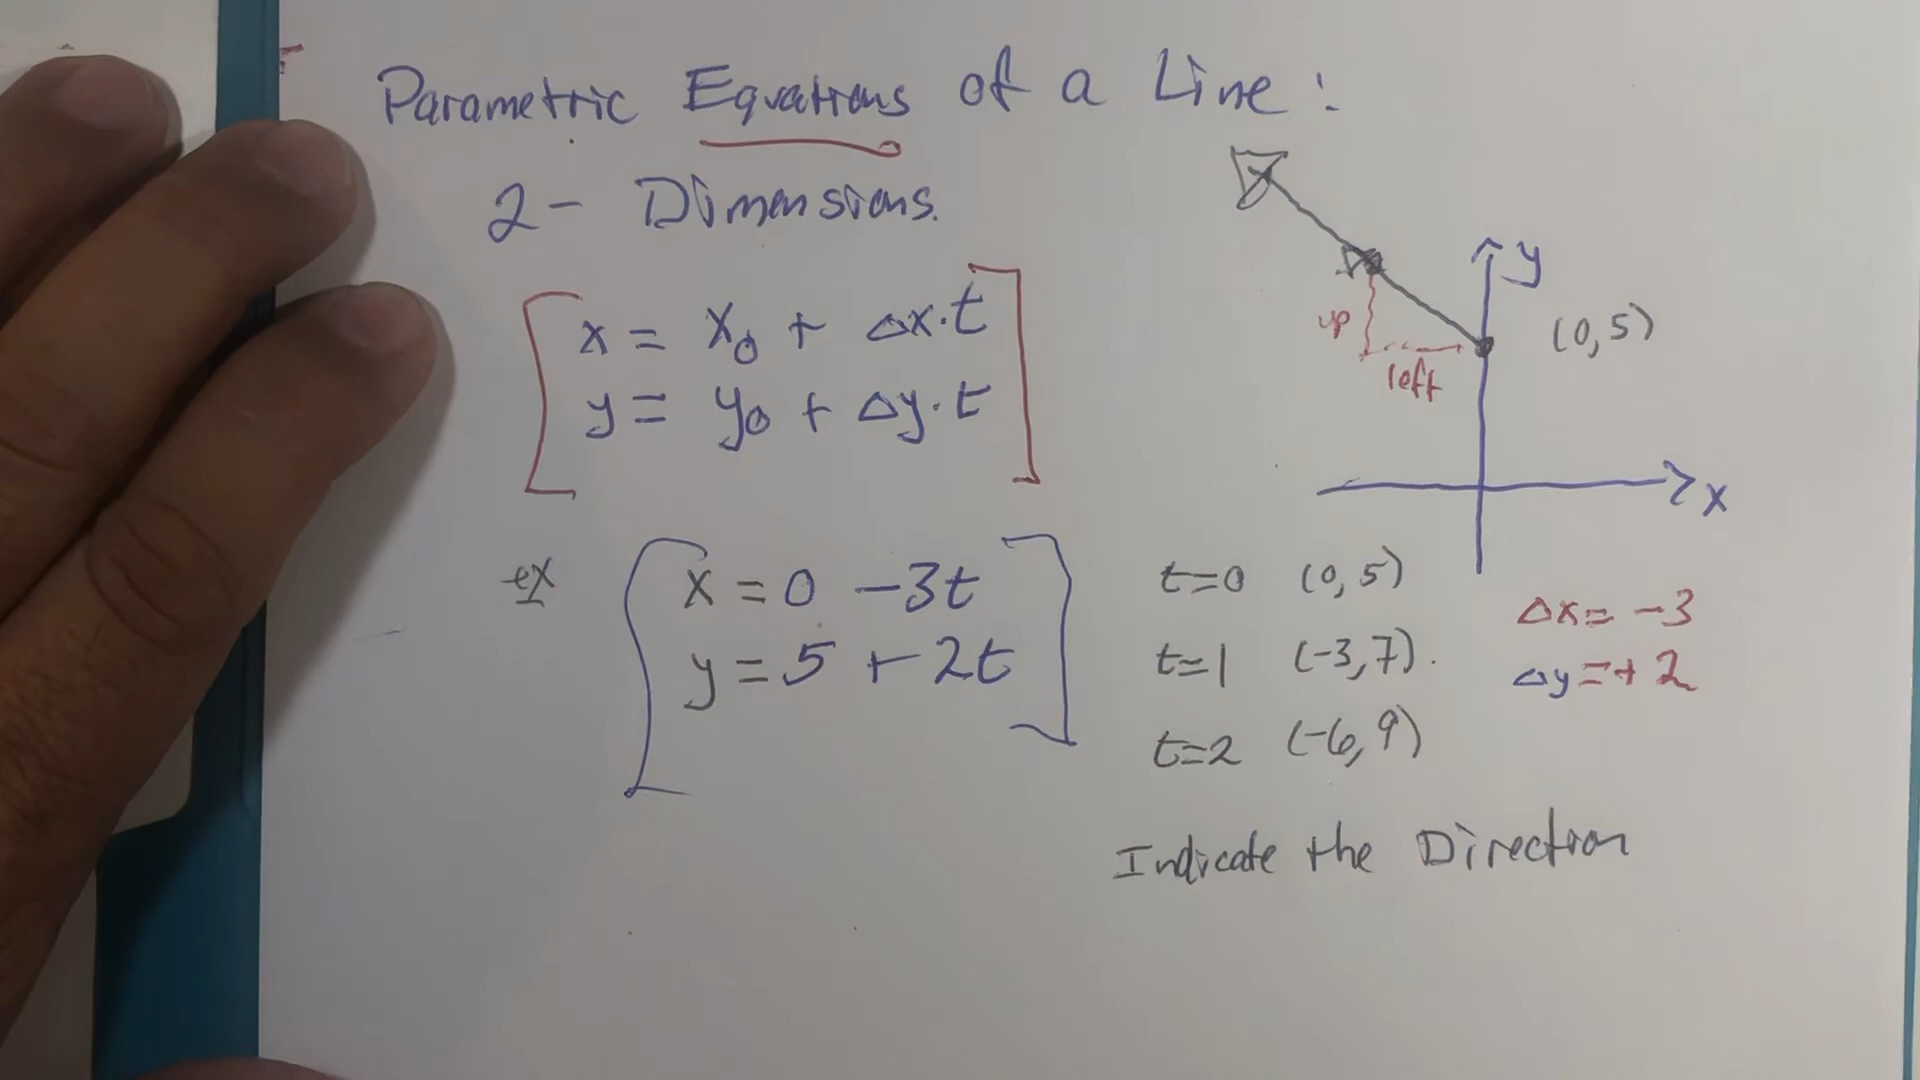 Parametric Equations of a Line:
2- Dimensions.
x = x₀ + Δx·t
y = y₀ + Δy·t
y
(0,5)
up
left
x
ex
x = 0 -3t
y = 5 + 2t
t=0 (0,5)
t=1 (-3,7).
t=2 (-6,9)
Δx= -3
Δy=+2
Indicate the Direction